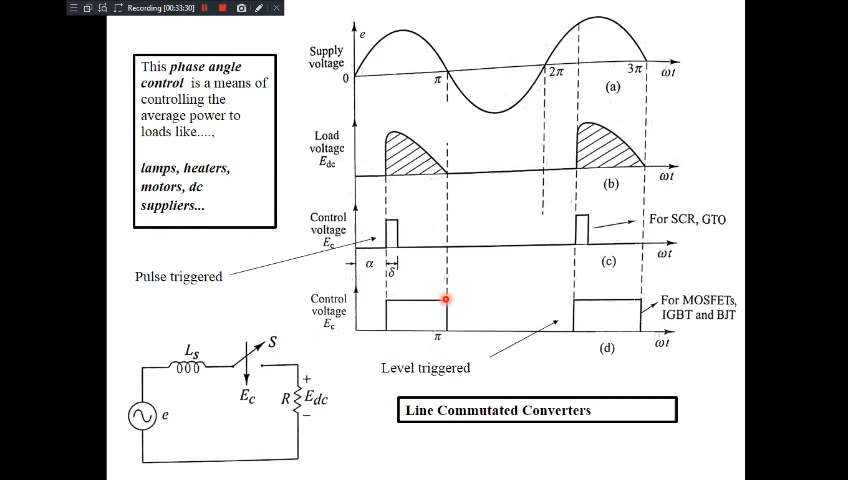 Recording [00:33:30]
This phase angle
control is a means of
controlling the
average power to
loads like....,
lamps, heaters,
motors, dc
suppliers...
Supply
voltage
e
0
π
2π
3π
ωt
(a)
Load
voltage
Edc
ωt
(b)
Control
voltage
Ec
For SCR, GTO
α
δ
ωt
(c)
Pulse triggered
Control
voltage
Ec
For MOSFETs,
IGBT and BJT
π
ωt
(d)
Level triggered
Ls
S
Ec
R
+
Edc
−
e
Line Commutated Converters